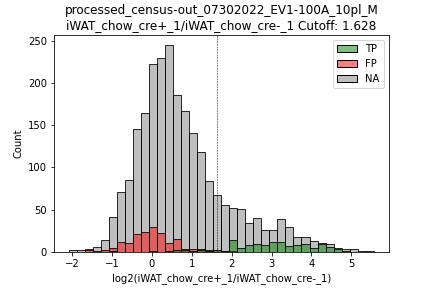 processed_census-out_07302022_EV1-100A_10pl_M
iWAT_chow_cre+_1/iWAT_chow_cre-_1 Cutoff: 1.628
TP
FP
NA
250
200
150
100
50
0
Count
−2 −1 0 1 2 3 4 5
log2(iWAT_chow_cre+_1/iWAT_chow_cre-_1)